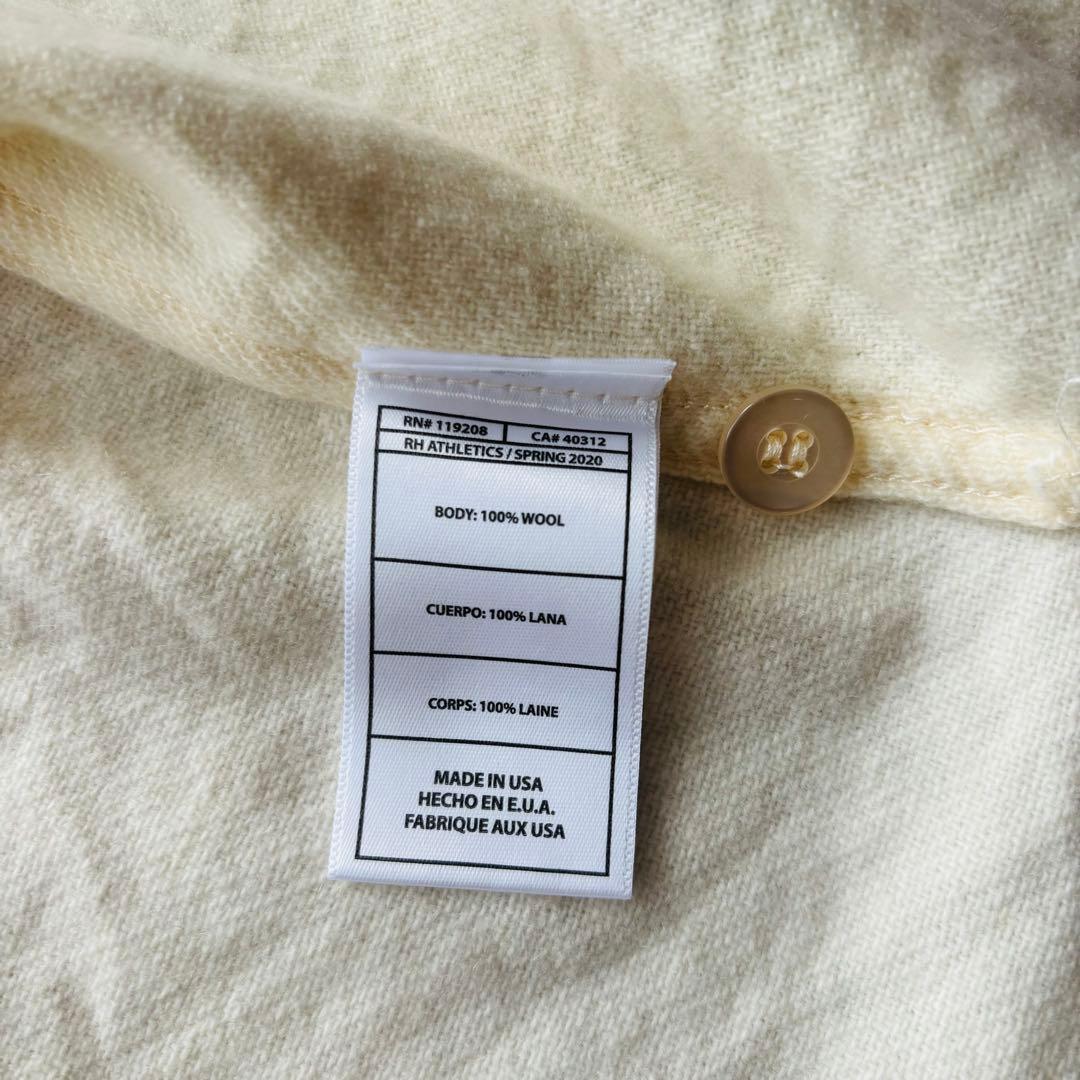 RN# 119208 CA# 40312
RH ATHLETICS / SPRING 2020
BODY: 100% WOOL
CUERPO: 100% LANA
CORPS: 100% LAINE
MADE IN USA
HECHO EN E.U.A.
FABRIQUE AUX USA